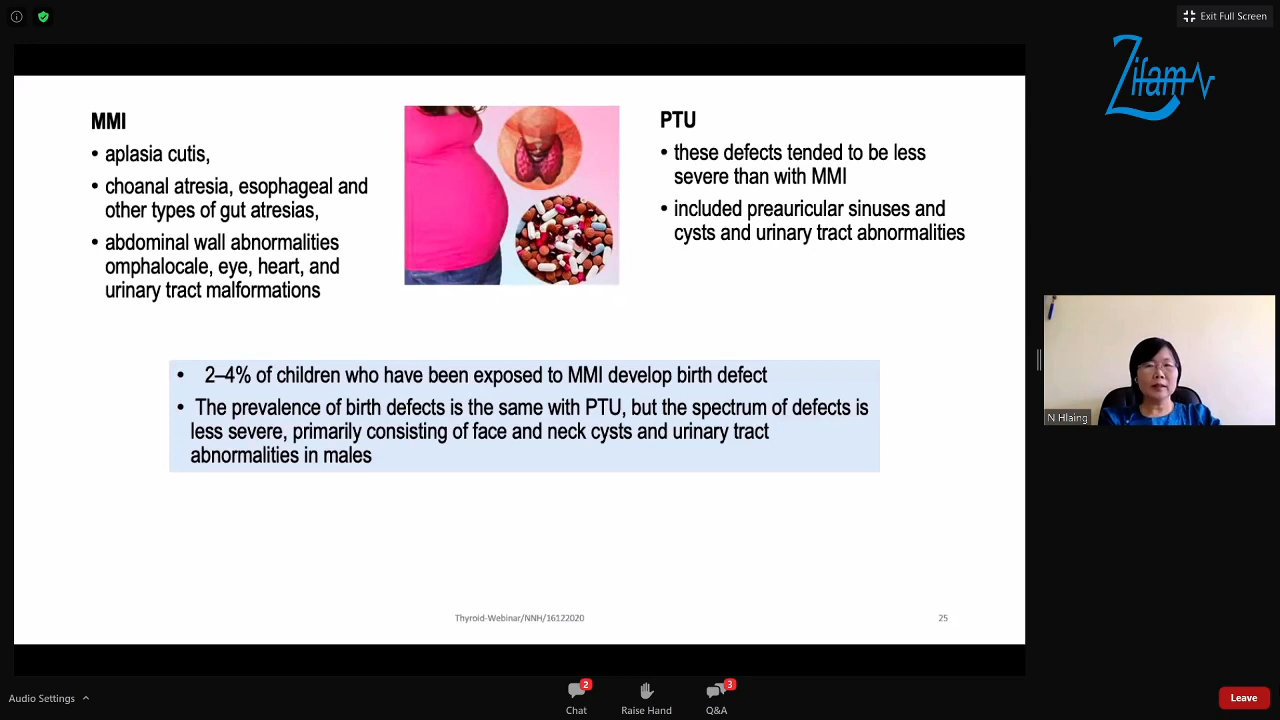 Exit Full Screen
Zifam
MMI
• aplasia cutis,
• choanal atresia, esophageal and
other types of gut atresias,
• abdominal wall abnormalities
omphalocele, eye, heart, and
urinary tract malformations
PTU
• these defects tended to be less
severe than with MMI
• included preauricular sinuses and
cysts and urinary tract abnormalities
• 2–4% of children who have been exposed to MMI develop birth defect
• The prevalence of birth defects is the same with PTU, but the spectrum of defects is
less severe, primarily consisting of face and neck cysts and urinary tract
abnormalities in males
N Hlaing
Thyroid-Webinar/NNH/16122020
25
Audio Settings
2
Chat
Raise Hand
3
Q&A
Leave